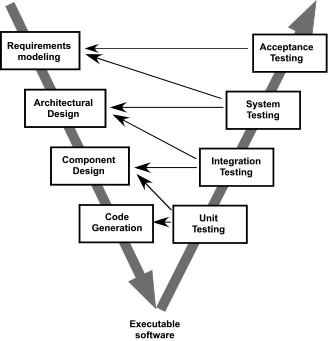 Requirements
modeling
Acceptance
Testing
Architectural
Design
System
Testing
Component
Design
Integration
Testing
Code
Generation
Unit
Testing
Executable
software